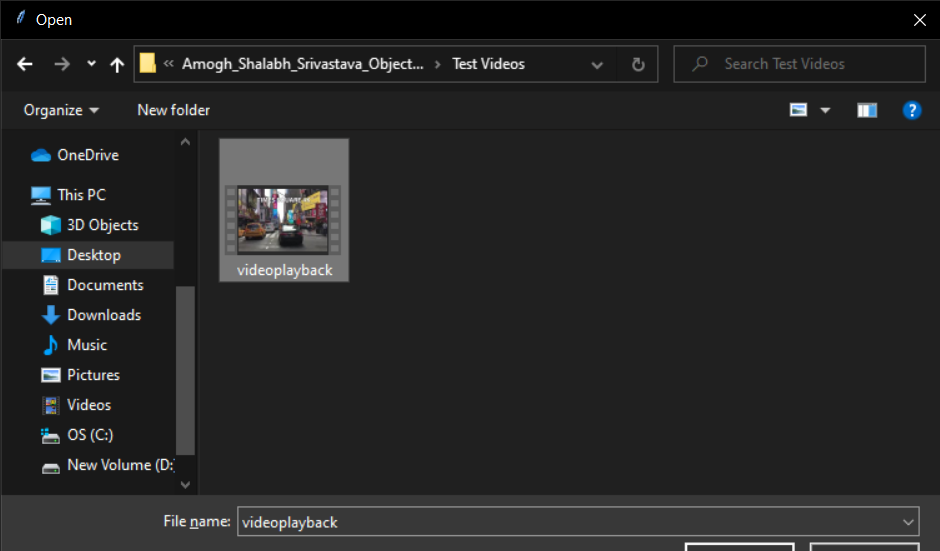 Open
Amogh_Shalabh_Srivastava_Object... > Test Videos
Search Test Videos
Organize
New folder
OneDrive
This PC
3D Objects
Desktop
Documents
Downloads
Music
Pictures
Videos
OS (C:)
New Volume (D:)
videoplayback
File name: videoplayback